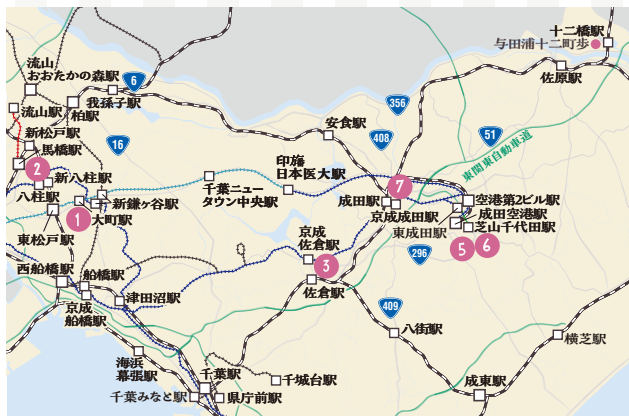 十二橋駅
与田浦十二町歩
佐原駅
流山
おおたかの森駅
6
我孫子駅
柏駅
流山駅
新松戸駅
馬橋駅
16
356
安食駅
408
51
東関東自動車道
2
新八柱駅
八柱駅
印旛
日本医大駅
千葉ニュー
タウン中央駅
新鎌ヶ谷駅
1
大町駅
東松戸駅
7
成田駅
京成成田駅
空港第2ビル駅
成田空港駅
東成田駅
芝山千代田駅
5
6
京成
佐倉駅
3
296
佐倉駅
西船橋駅
船橋駅
京成
船橋駅
津田沼駅
409
八街駅
横芝駅
海浜
幕張駅
千葉駅
千城台駅
千葉みなと駅
県庁前駅
成東駅